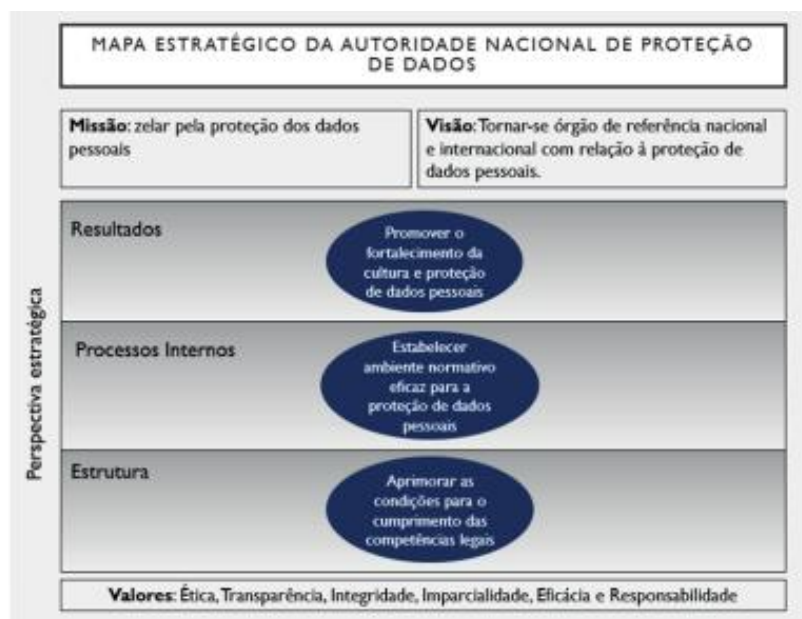 MAPA ESTRATÉGICO DA AUTORIDADE NACIONAL DE PROTEÇÃO
DE DADOS
Missão: zelar pela proteção dos dados
pessoais
Visão: Tornar-se órgão de referência nacional
e internacional com relação à proteção de
dados pessoais.
Perspectiva estratégica
Resultados
Promover o
fortalecimento da
cultura e proteção
de dados pessoais
Processos Internos
Estabelecer
ambiente normativo
eficaz para a
proteção de dados
pessoais
Estrutura
Aprimorar as
condições para o
cumprimento das
competências legais
Valores: Ética, Transparência, Integridade, Imparcialidade, Eficácia e Responsabilidade